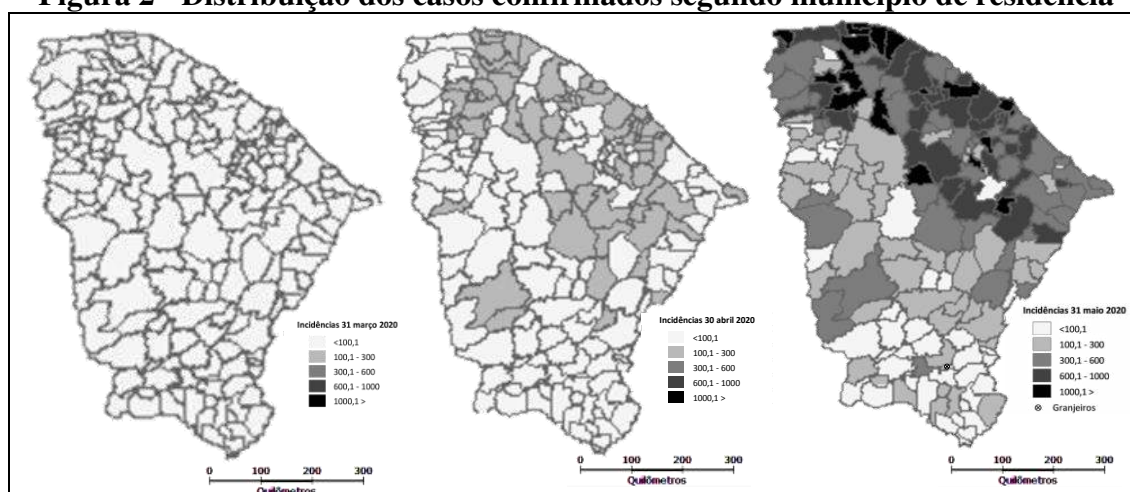 Figura 2 - Distribuição dos casos confirmados segundo município de residência
Incidências 31 março 2020
<100,1
100,1 - 300
300,1 - 600
600,1 - 1000
1000,1 >
0 100 200 300
Quilômetros
Incidências 30 abril 2020
<100,1
100,1 - 300
300,1 - 600
600,1 - 1000
1000,1 >
0 100 200 300
Quilômetros
Incidências 31 maio 2020
<100,1
100,1 - 300
300,1 - 600
600,1 - 1000
1000,1 >
Granjeiros
0 100 200 300
Quilômetros